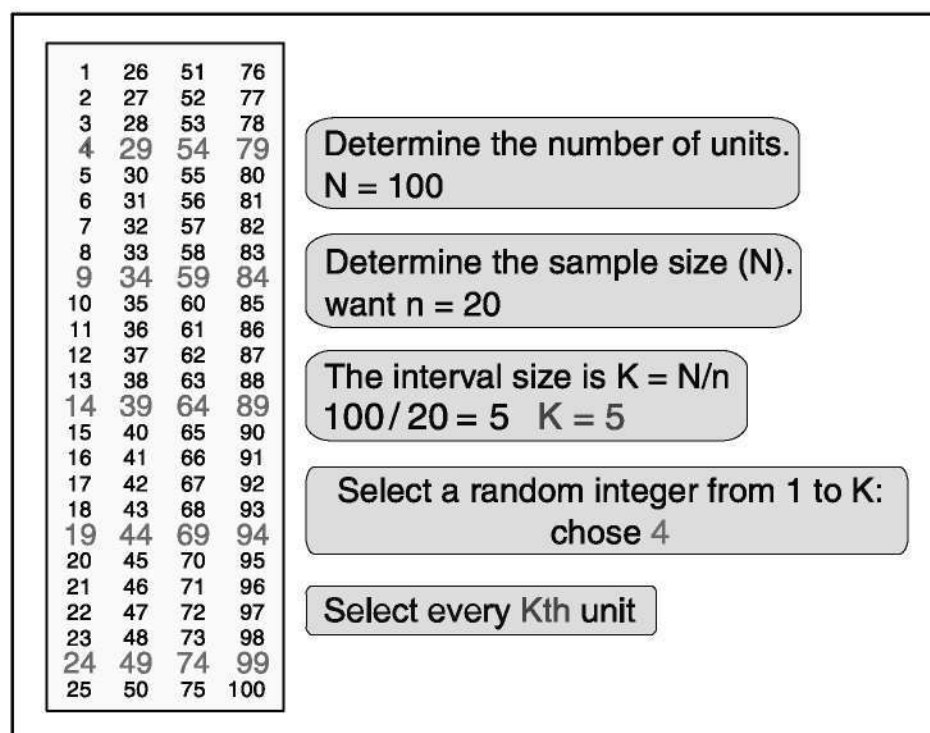 1 26 51 76
2 27 52 77
3 28 53 78
4 29 54 79
5 30 55 80
6 31 56 81
7 32 57 82
8 33 58 83
9 34 59 84
10 35 60 85
11 36 61 86
12 37 62 87
13 38 63 88
14 39 64 89
15 40 65 90
16 41 66 91
17 42 67 92
18 43 68 93
19 44 69 94
20 45 70 95
21 46 71 96
22 47 72 97
23 48 73 98
24 49 74 99
25 50 75 100
Determine the number of units.
N = 100
Determine the sample size (N).
want n = 20
The interval size is K = N/n
100/20 = 5 K = 5
Select a random integer from 1 to K:
chose 4
Select every Kth unit